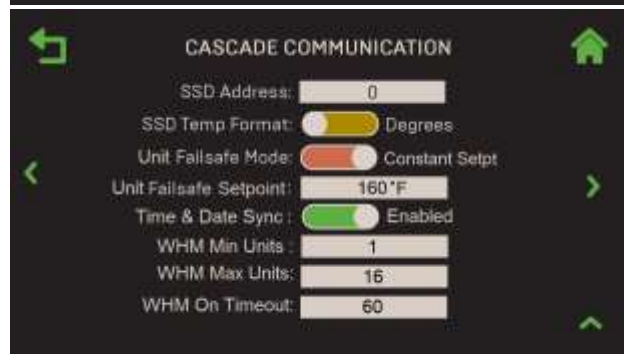 CASCADE COMMUNICATION
SSD Address: 0
SSD Temp Format: Degrees
Unit Failsafe Mode: Constant Setpt
Unit Failsafe Setpoint: 160°F
Time & Date Sync : Enabled
WHM Min Units : 1
WHM Max Units: 16
WHM On Timeout: 60